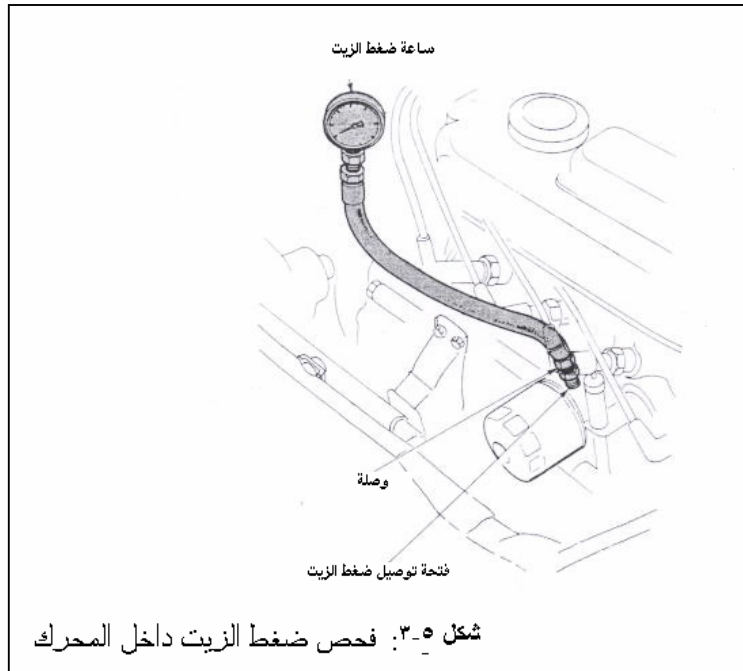 ساعة ضغط الزيت
وصلة
فتحة توصيل ضغط الزيت
شكل ٥-٣: فحص ضغط الزيت داخل المحرك